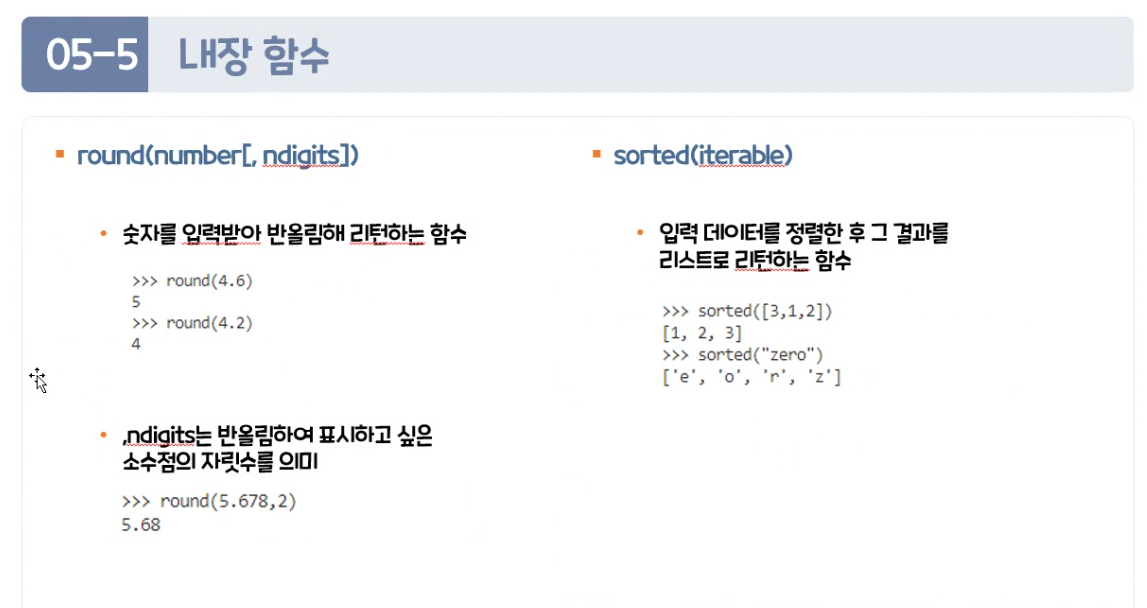 05-5 내장 함수
round(number[, ndigits])
숫자를 입력받아 반올림해 리턴하는 함수
>>> round(4.6)
5
>>> round(4.2)
4
,ndigits는 반올림하여 표시하고 싶은
소수점의 자릿수를 의미
>>> round(5.678,2)
5.68
sorted(iterable)
입력 데이터를 정렬한 후 그 결과를
리스트로 리턴하는 함수
>>> sorted([3,1,2])
[1, 2, 3]
>>> sorted("zero")
['e', 'o', 'r', 'z']